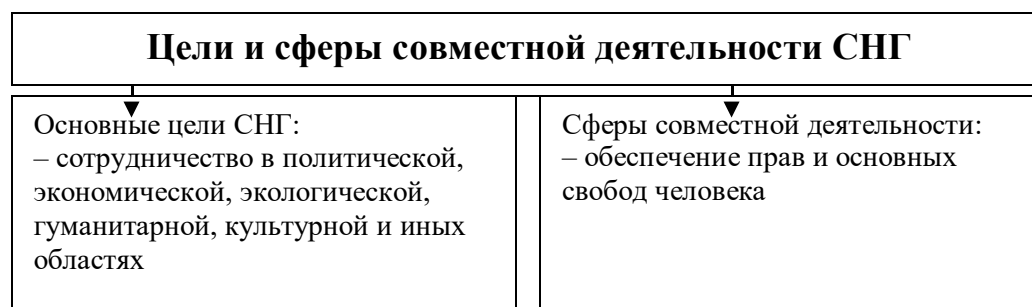 Цели и сферы совместной деятельности СНГ
Основные цели СНГ:
– сотрудничество в политической,
экономической, экологической,
гуманитарной, культурной и иных
областях
Сферы совместной деятельности:
– обеспечение прав и основных
свобод человека